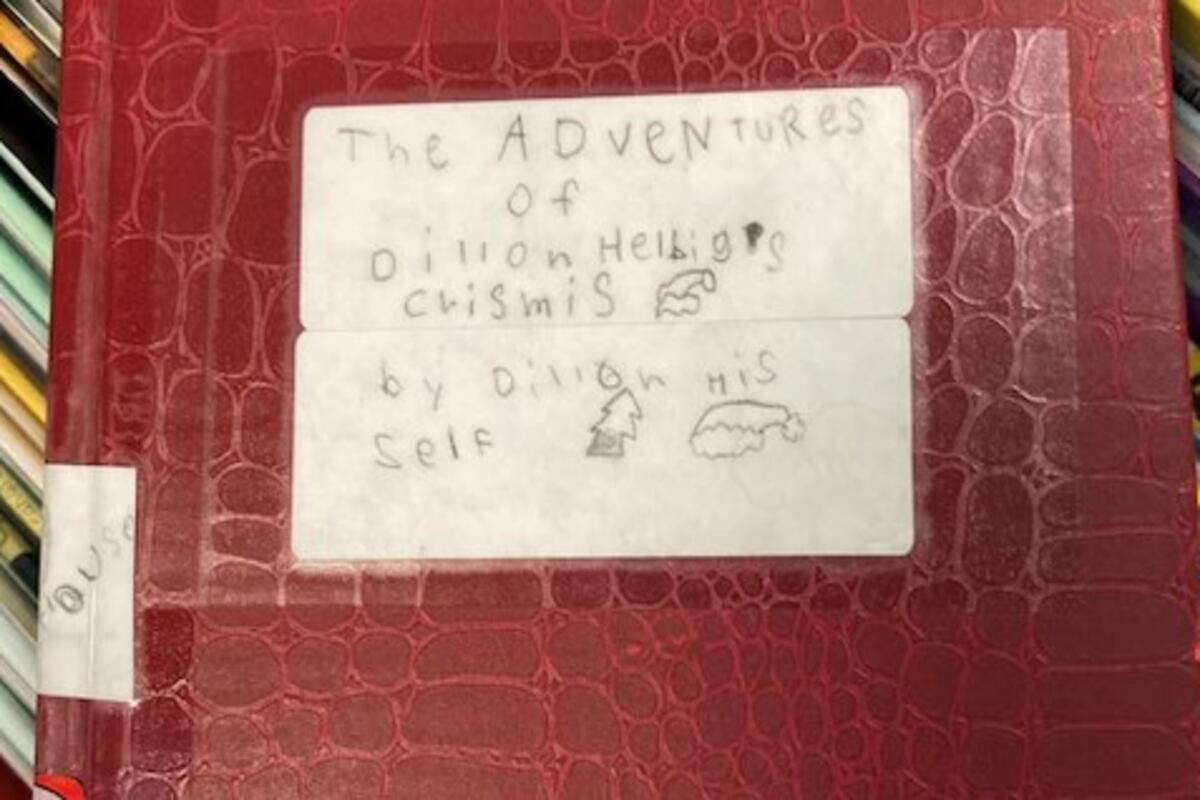 The ADVeNTuRes
of
Dillon Helbig's
crismis
by Dillon His
self